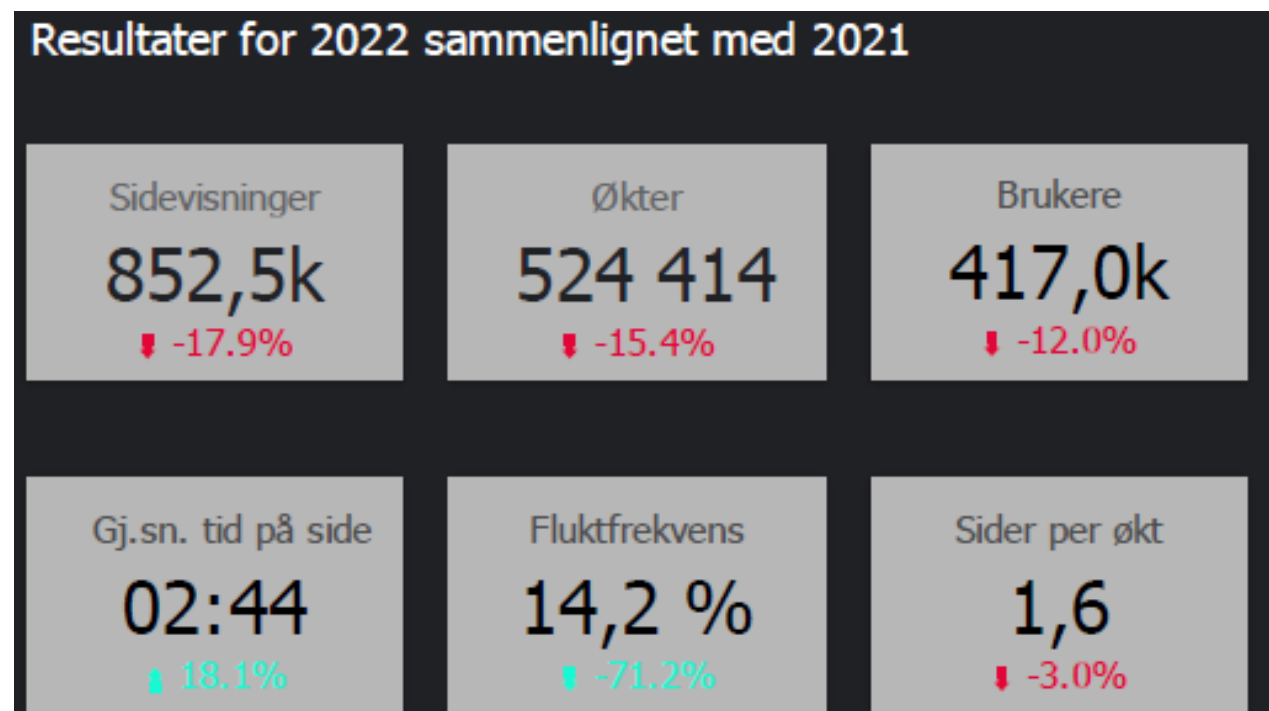 Resultater for 2022 sammenlignet med 2021
Sidevisninger
852,5k
-17.9%
Økter
524 414
-15.4%
Brukere
417,0k
-12.0%
Gj.sn. tid på side
02:44
18.1%
Fluktfrekvens
14,2 %
-71.2%
Sider per økt
1,6
-3.0%